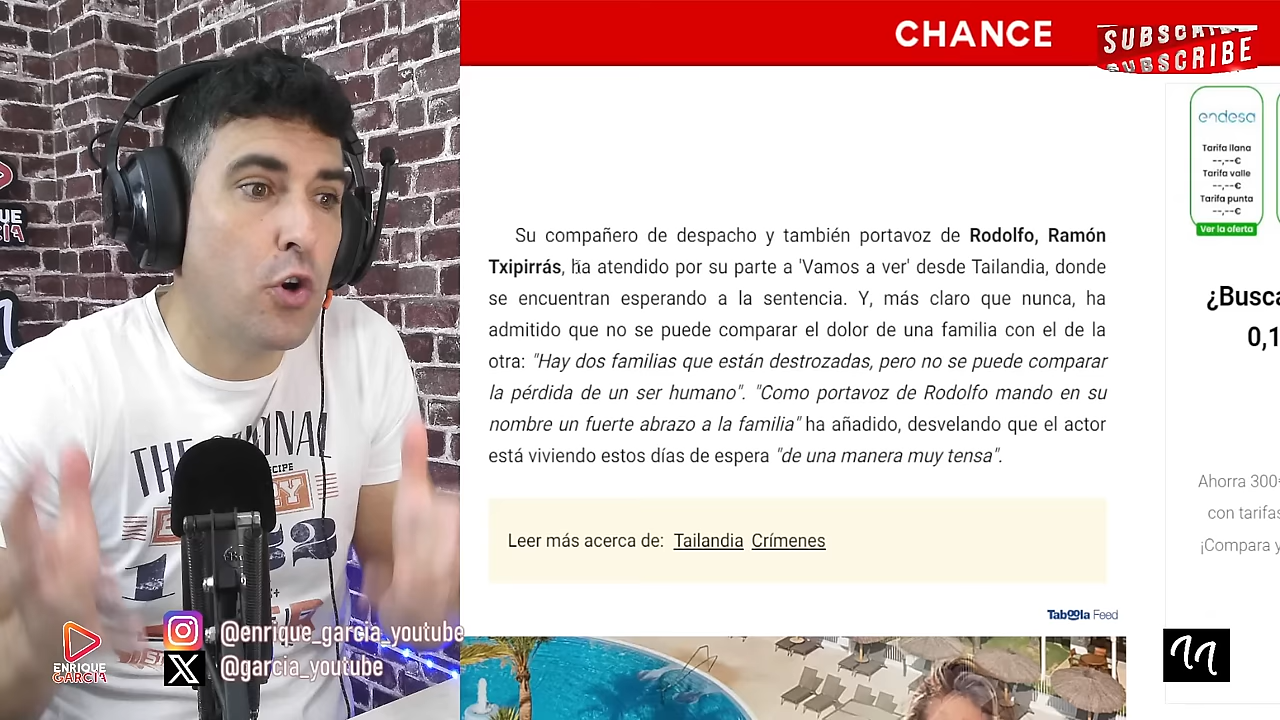 CHANCE
SUBSCRIBE
SUBSCRIBE
endesa
Tarifa llana
--,--€
Tarifa valle
--,--€
Tarifa punta
--,--€
Ver la oferta
Su compañero de despacho y también portavoz de Rodolfo, Ramón
Txipirrás, ha atendido por su parte a 'Vamos a ver' desde Tailandia, donde
se encuentran esperando a la sentencia. Y, más claro que nunca, ha
admitido que no se puede comparar el dolor de una familia con el de la
otra: "Hay dos familias que están destrozadas, pero no se puede comparar
la pérdida de un ser humano". "Como portavoz de Rodolfo mando en su
nombre un fuerte abrazo a la familia" ha añadido, desvelando que el actor
está viviendo estos días de espera "de una manera muy tensa".
Leer más acerca de: Tailandia Crímenes
Taboola Feed
¿Busca
0,1
Ahorra 300€
con tarifas
¡Compara y
THE
ENRIQUE
GARCIA
@enrique_garcia_youtube
@garcia_youtube